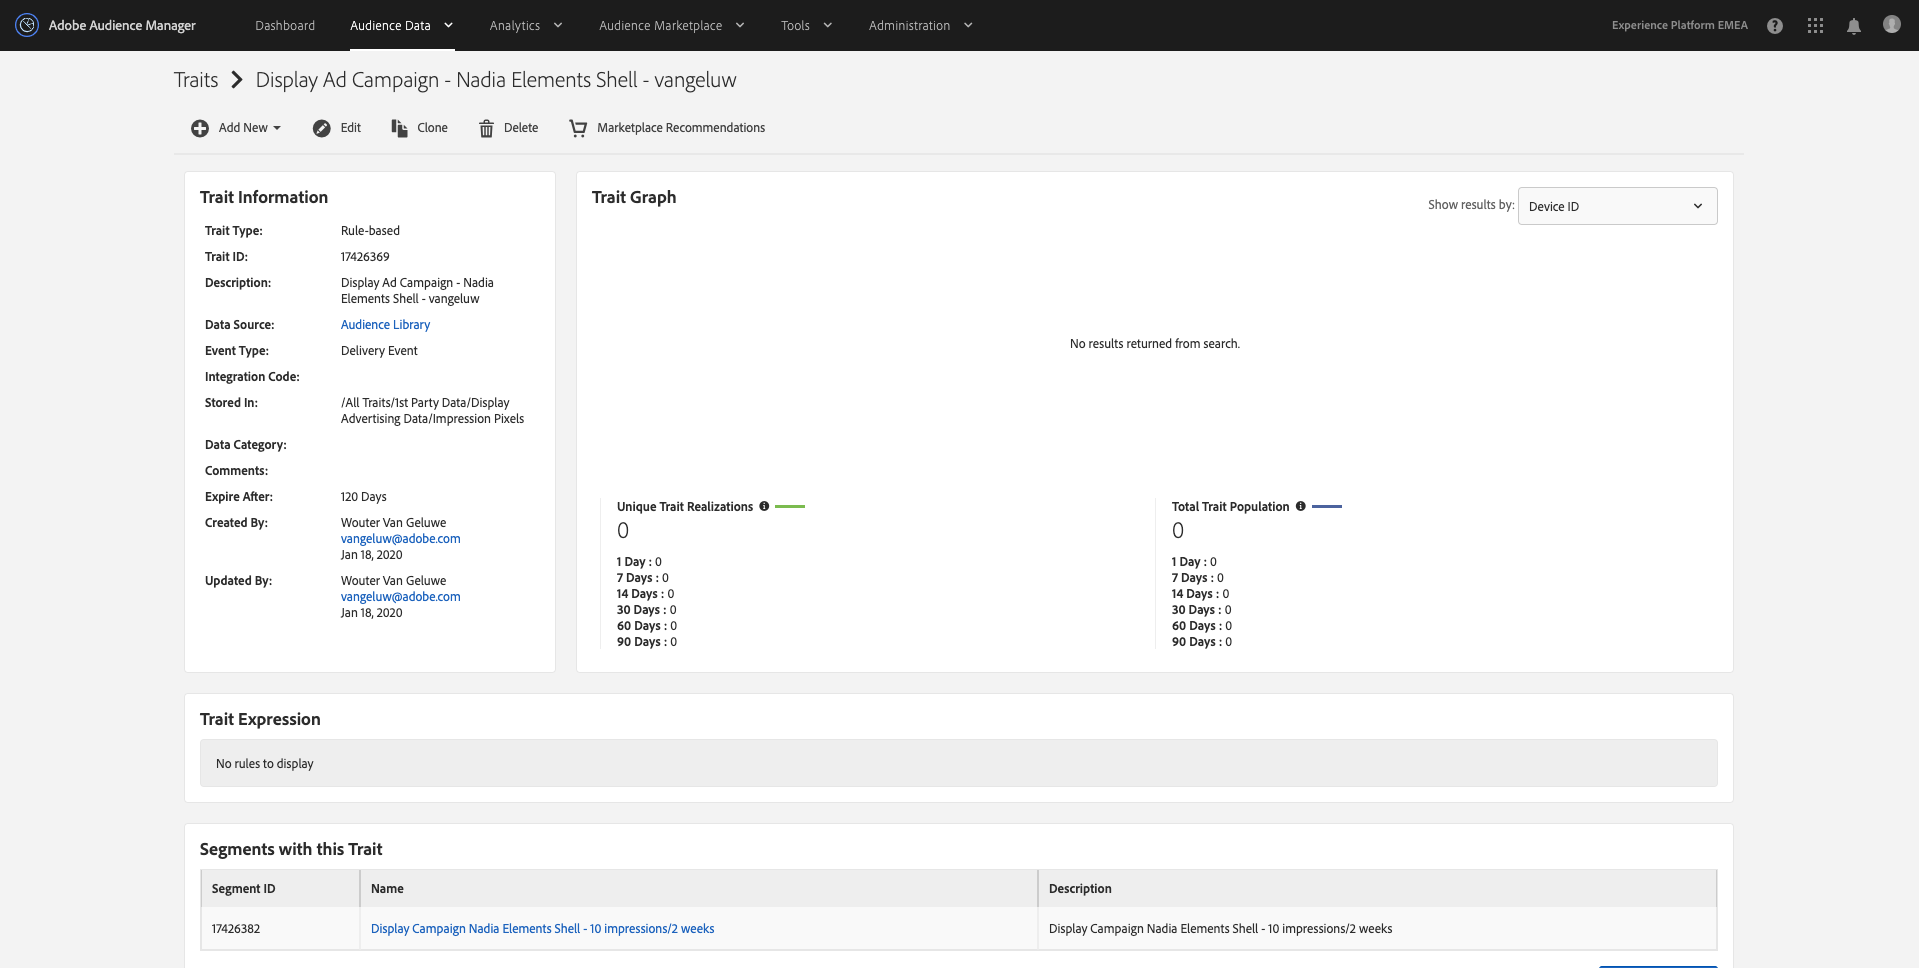 Adobe Audience Manager
Dashboard
Audience Data
Analytics
Audience Marketplace
Tools
Administration
Experience Platform EMEA
Traits
Display Ad Campaign - Nadia Elements Shell - vangeluw
Add New
Edit
Clone
Delete
Marketplace Recommendations
Trait Information
Trait Type: Rule-based
Trait ID: 17426369
Description: Display Ad Campaign - Nadia
Elements Shell - vangeluw
Data Source: Audience Library
Event Type: Delivery Event
Integration Code:
Stored In: /All Traits/1st Party Data/Display
Advertising Data/Impression Pixels
Data Category:
Comments:
Expire After: 120 Days
Created By: Wouter Van Geluwe
vangeluw@adobe.com
Jan 18, 2020
Updated By: Wouter Van Geluwe
vangeluw@adobe.com
Jan 18, 2020
Trait Graph
Show results by: Device ID
No results returned from search.
Unique Trait Realizations
0
1 Day : 0
7 Days : 0
14 Days : 0
30 Days : 0
60 Days : 0
90 Days : 0
Total Trait Population
0
1 Day : 0
7 Days : 0
14 Days : 0
30 Days : 0
60 Days : 0
90 Days : 0
Trait Expression
No rules to display
Segments with this Trait
Segment ID Name Description
17426382 Display Campaign Nadia Elements Shell - 10 impressions/2 weeks Display Campaign Nadia Elements Shell - 10 impressions/2 weeks